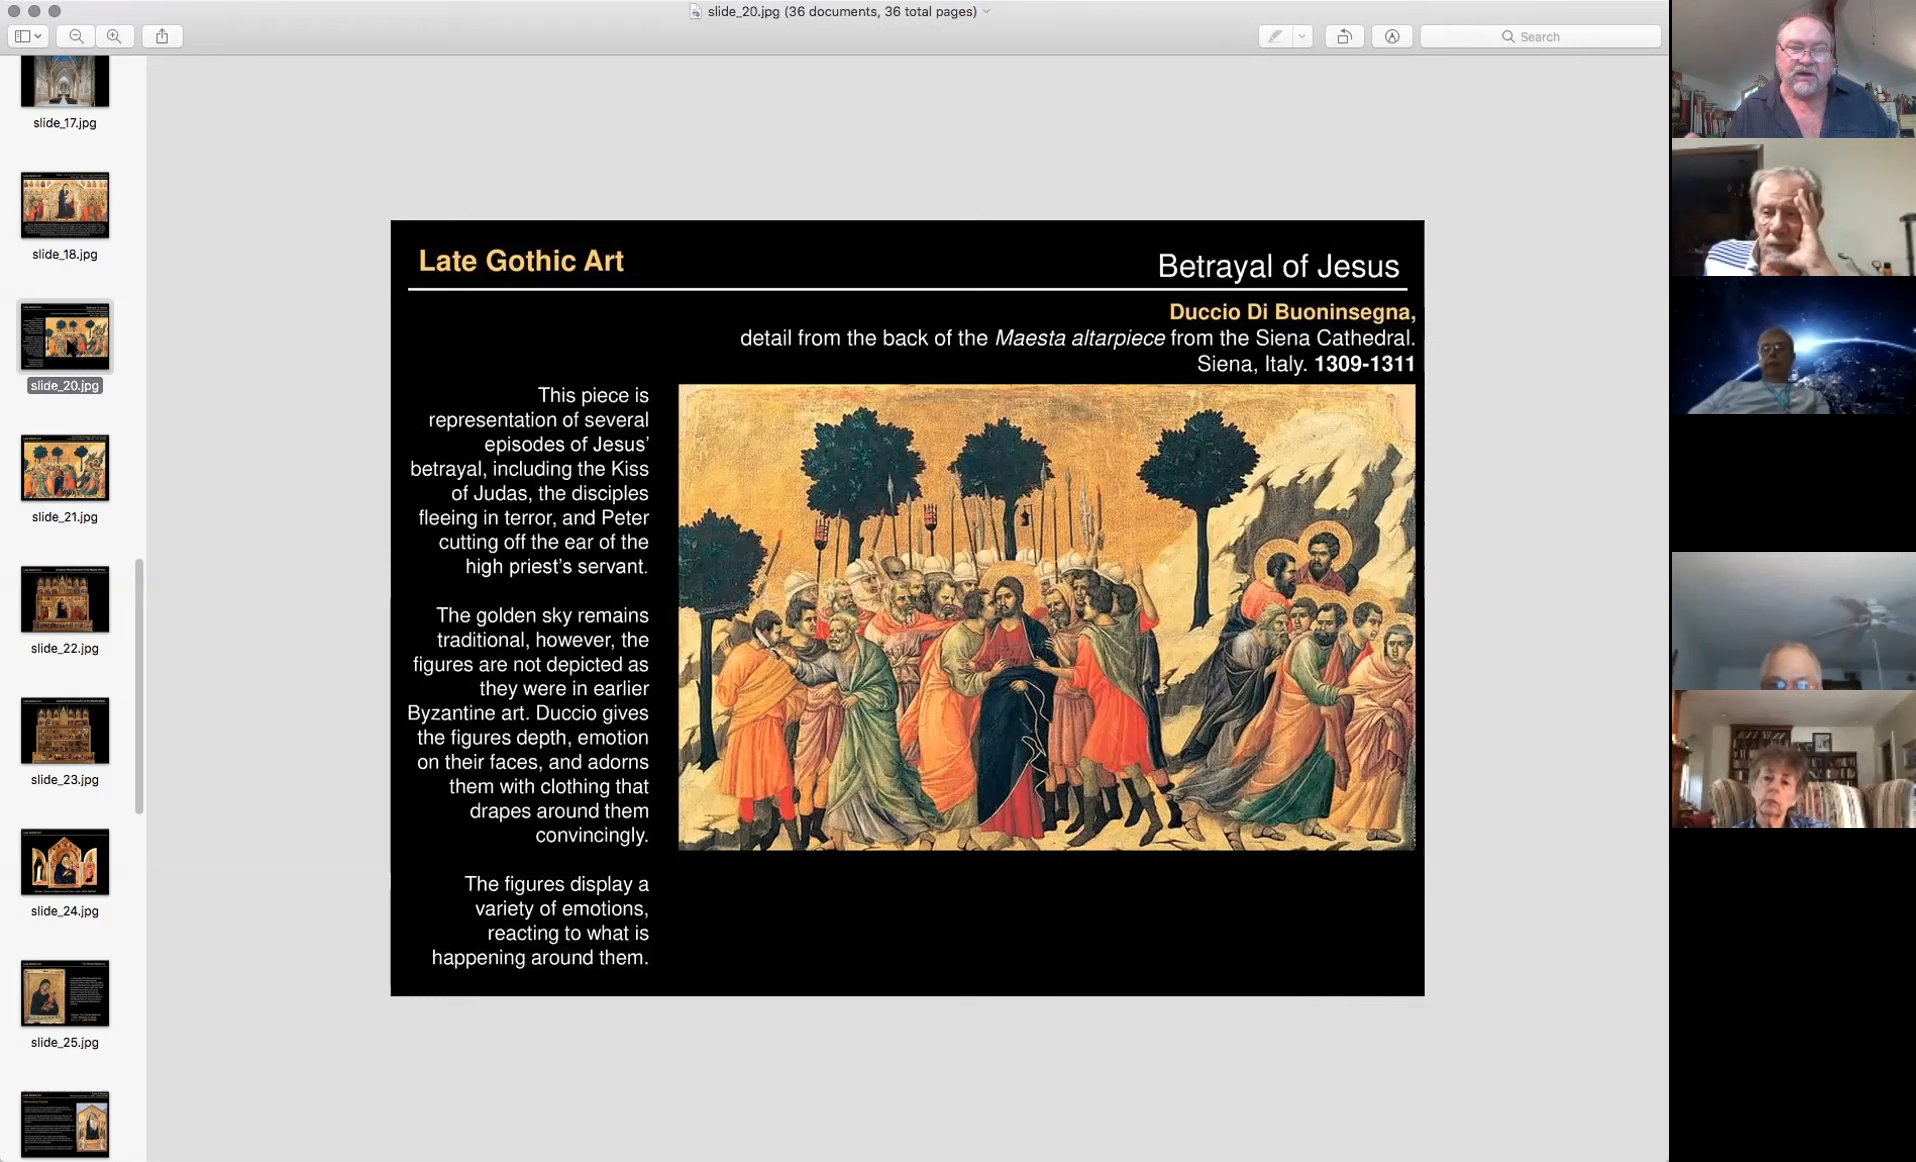 slide_20.jpg (36 documents, 36 total pages)
Search
slide_17.jpg
slide_18.jpg
slide_20.jpg
slide_21.jpg
slide_22.jpg
slide_23.jpg
slide_24.jpg
slide_25.jpg
Late Gothic Art
Betrayal of Jesus
Duccio Di Buoninsegna,
detail from the back of the Maesta altarpiece from the Siena Cathedral.
Siena, Italy. 1309-1311
This piece is
representation of several
episodes of Jesus'
betrayal, including the Kiss
of Judas, the disciples
fleeing in terror, and Peter
cutting off the ear of the
high priest's servant.
The golden sky remains
traditional, however, the
figures are not depicted as
they were in earlier
Byzantine art. Duccio gives
the figures depth, emotion
on their faces, and adorns
them with clothing that
drapes around them
convincingly.
The figures display a
variety of emotions,
reacting to what is
happening around them.